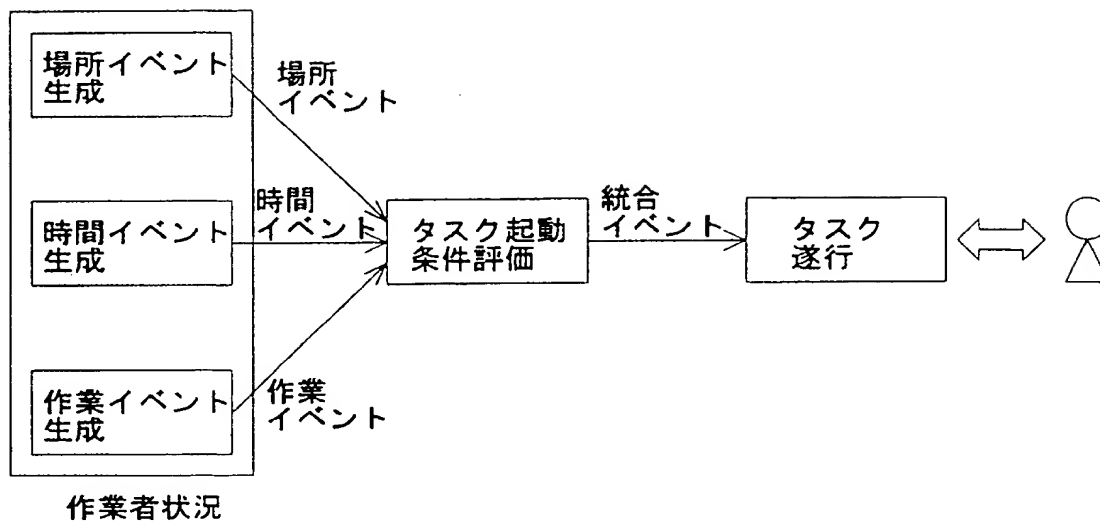 場所イベント
生成
場所
イベント
時間イベント
生成
時間
イベント
タスク起動
条件評価
統合
イベント
タスク
遂行
作業イベント
生成
作業
イベント
作業者状況